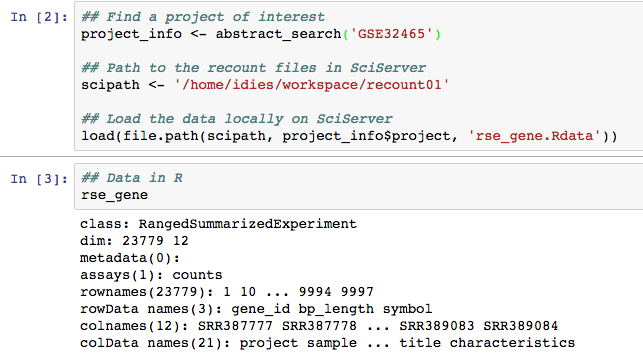 In [2]: ## Find a project of interest
project_info <- abstract_search('GSE32465')
## Path to the recount files in SciServer
scipath <- '/home/idies/workspace/recount01'
## Load the data locally on SciServer
load(file.path(scipath, project_info$project, 'rse_gene.Rdata'))
In [3]: ## Data in R
rse_gene
class: RangedSummarizedExperiment
dim: 23779 12
metadata(0):
assays(1): counts
rownames(23779): 1 10 ... 9994 9997
rowData names(3): gene_id bp_length symbol
colnames(12): SRR387777 SRR387778 ... SRR389083 SRR389084
colData names(21): project sample ... title characteristics